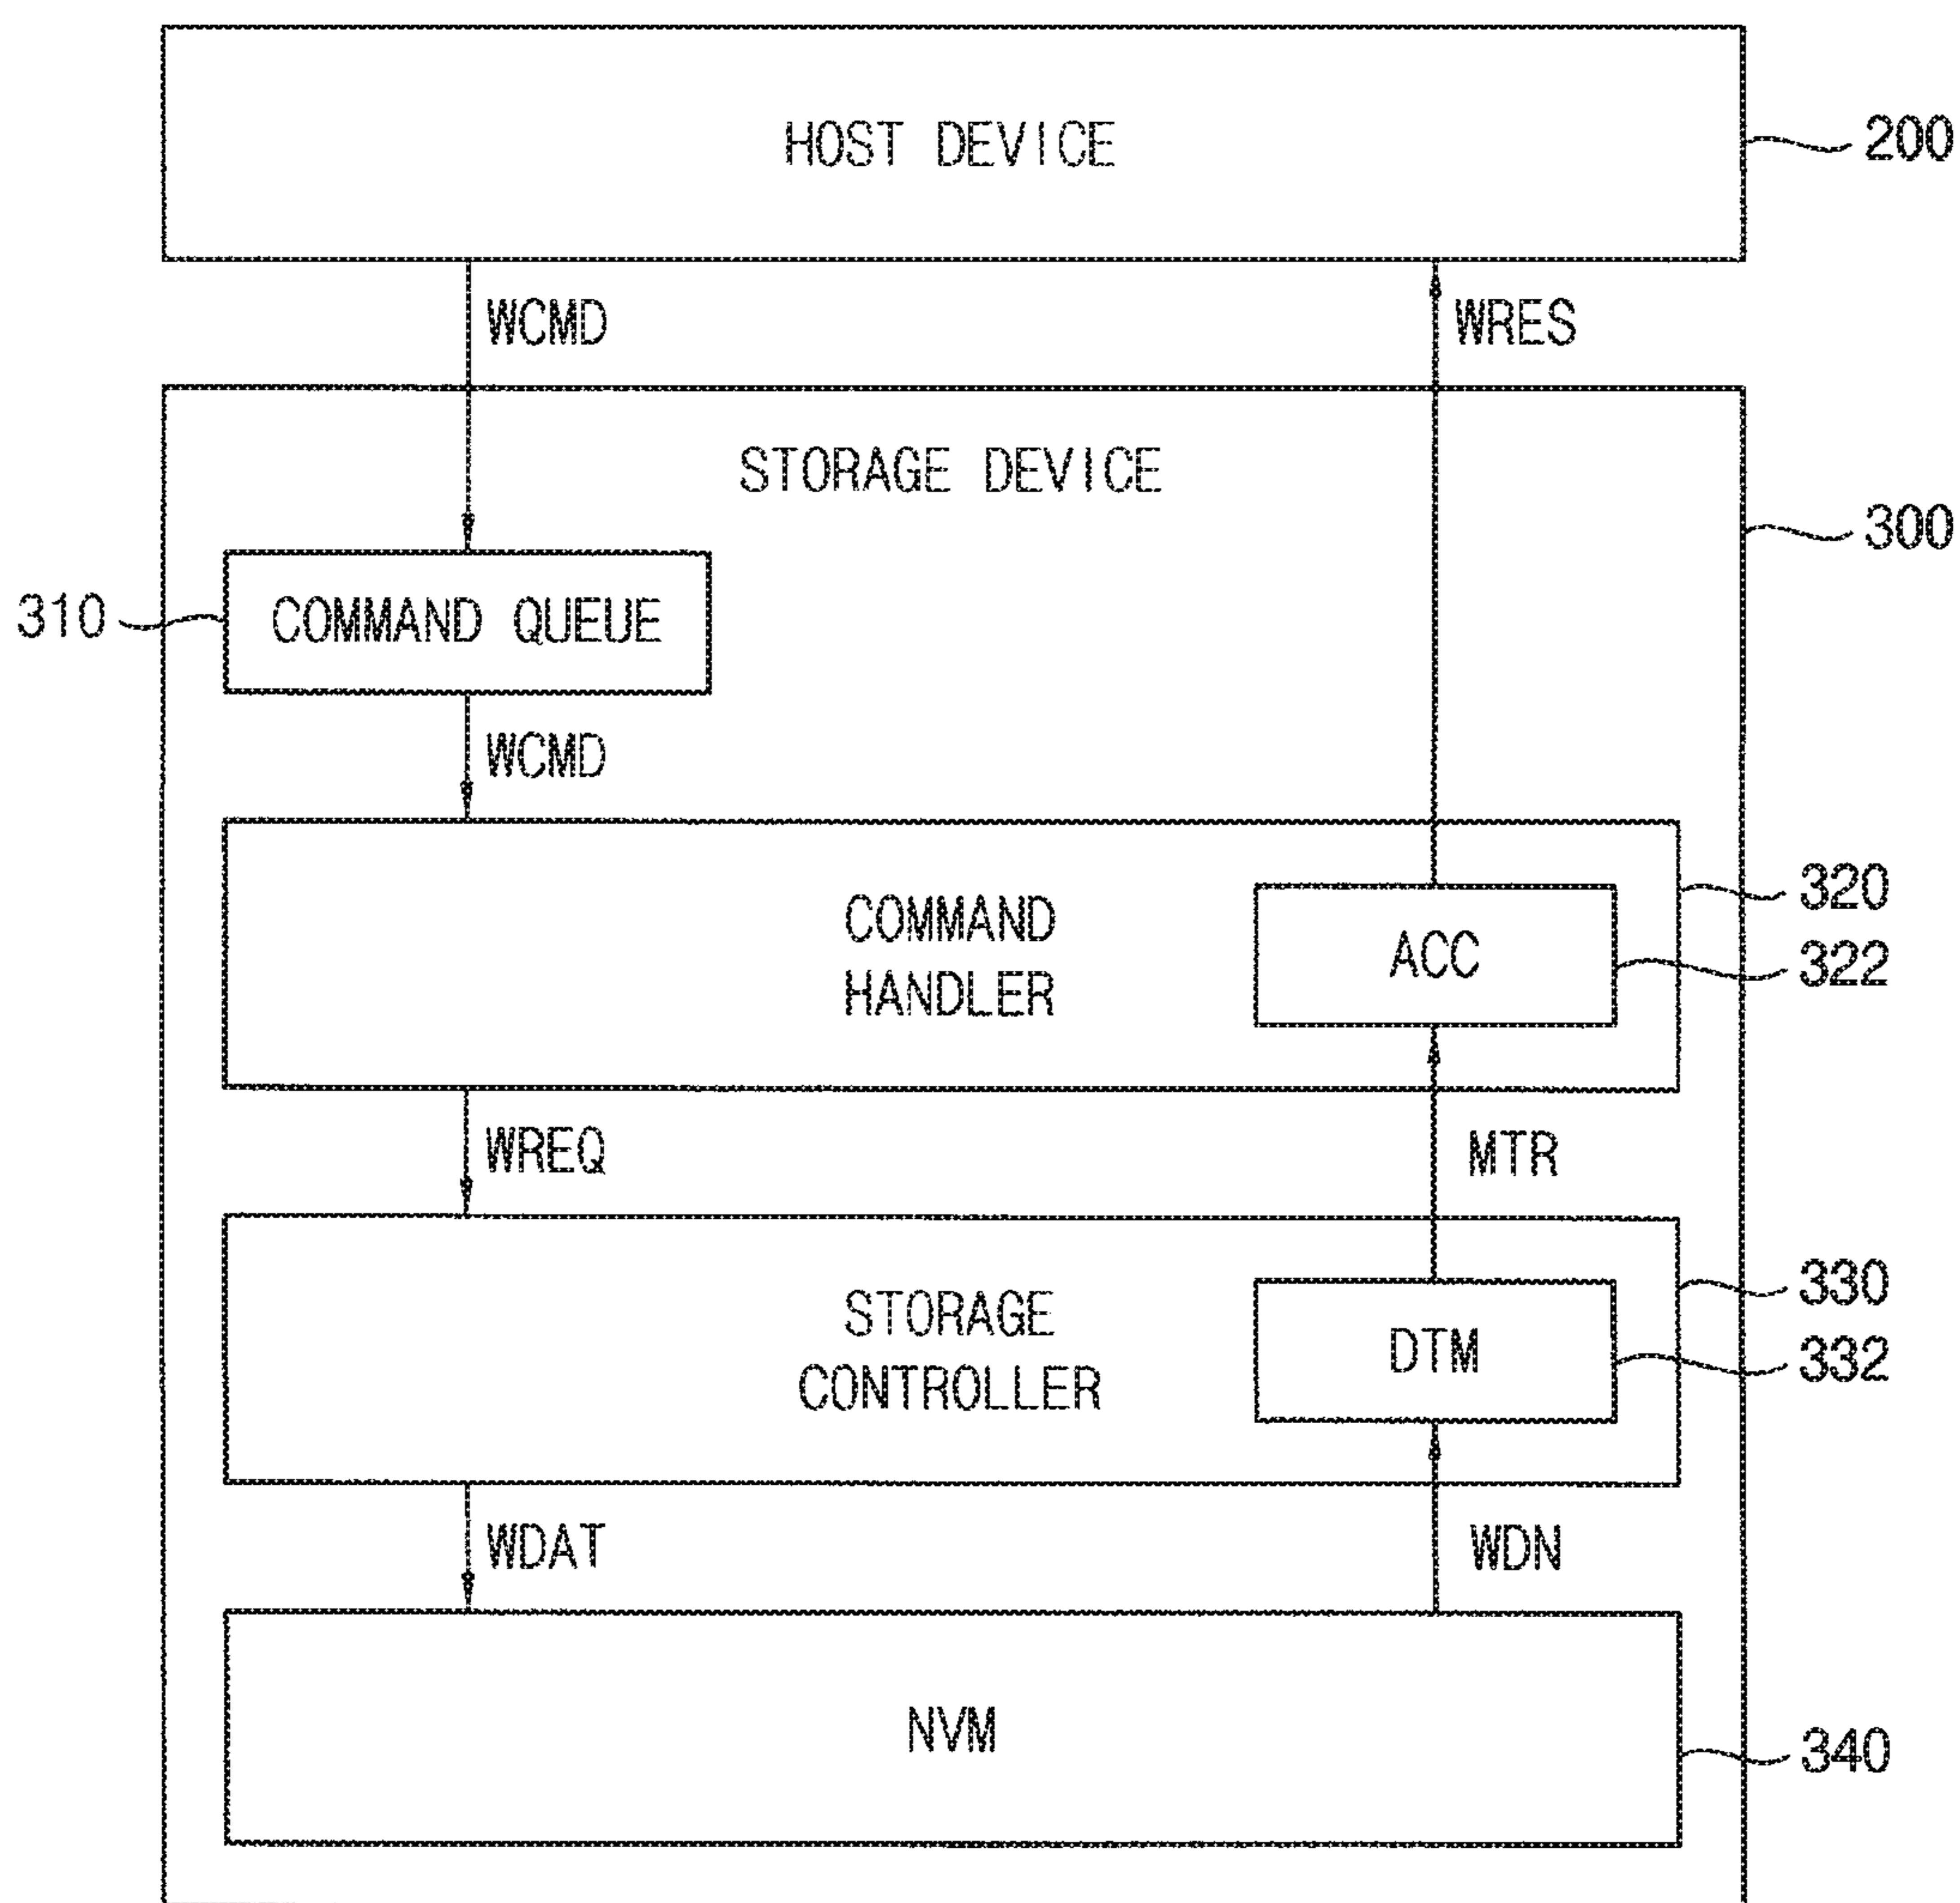 HOST DEVICE
200
WCMD
WRES
STORAGE DEVICE
300
310
COMMAND QUEUE
WCMD
320
COMMAND
HANDLER
ACC
322
WREQ
MTR
330
STORAGE
CONTROLLER
DTM
332
WDAT
WDN
NVM
340